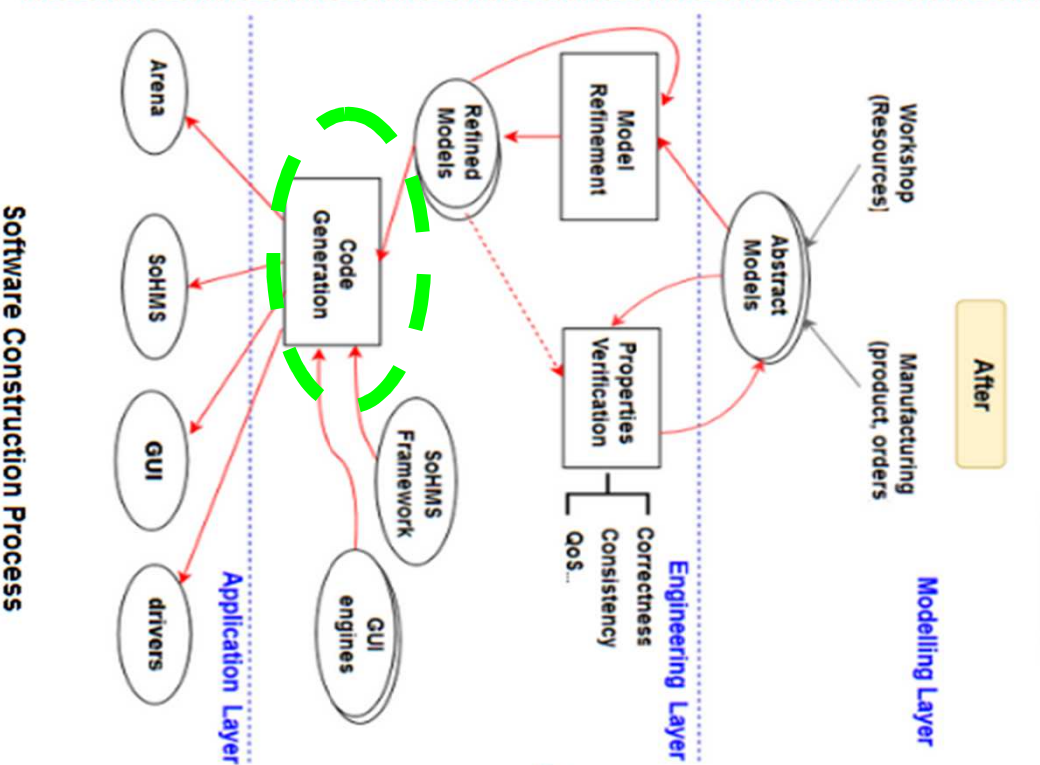 After
Workshop
(Resources)
Manufacturing
(product, orders
Modelling Layer
Abstract
Models
Model
Refinement
Properties
Verification
Correctness
Consistency
QoS...
Engineering Layer
Refined
Models
SoHMS
Framework
Code
Generation
GUI
engines
Application Layer
Arena
SoHMS
GUI
drivers
Software Construction Process